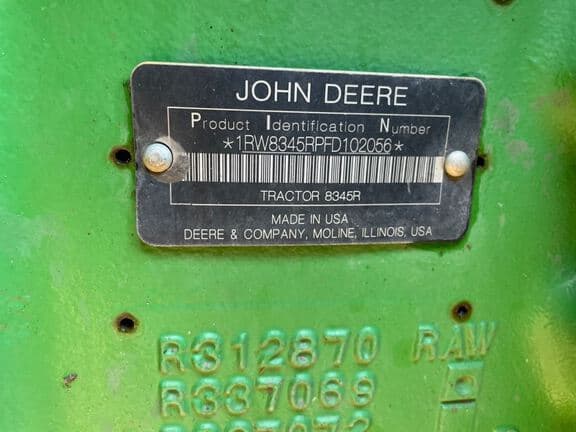 JOHN DEERE
Product Identification Number
*1RW8345RPFD102056*
TRACTOR 8345R
MADE IN USA
DEERE & COMPANY, MOLINE, ILLINOIS, USA
R312870 RAW
R337069